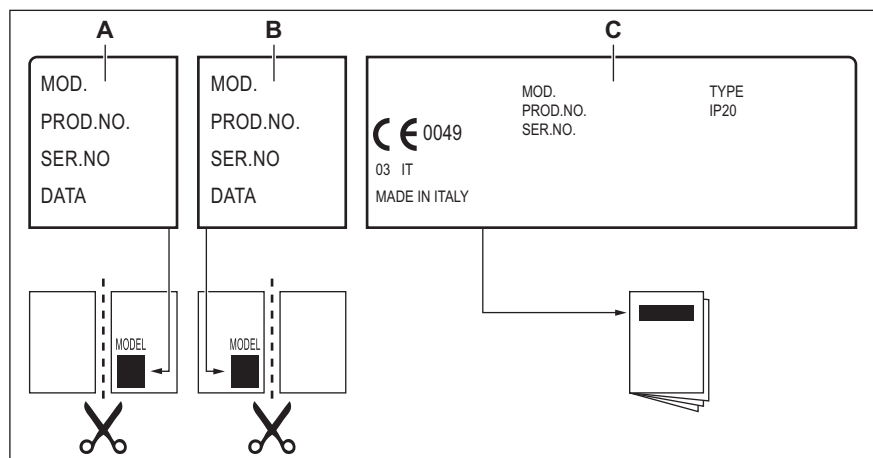 A
B
C
MOD.
PROD.NO.
SER.NO
DATA
MOD.
PROD.NO.
SER.NO
DATA
MOD.
PROD.NO.
SER.NO.
TYPE
IP20
CE 0049
03 IT
MADE IN ITALY
MODEL
MODEL